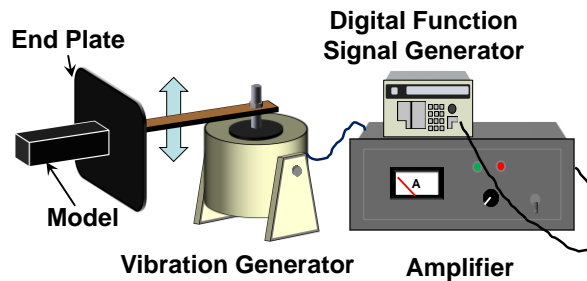 End Plate
Digital Function
Signal Generator
A
Model
Vibration Generator
Amplifier